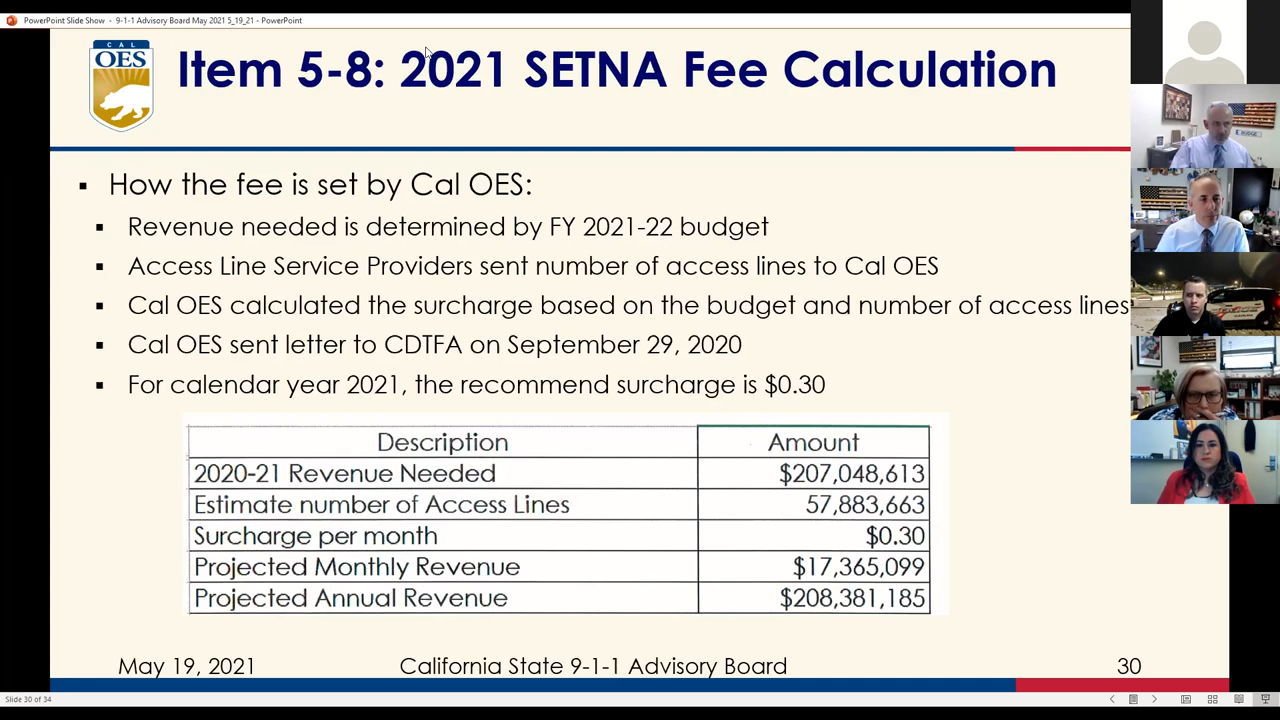 PowerPoint Slide Show - 9-1-1 Advisory Board May 2021 5_19_21 - PowerPoint
CAL
OES
Item 5-8: 2021 SETNA Fee Calculation
▪ How the fee is set by Cal OES:
▪ Revenue needed is determined by FY 2021-22 budget
▪ Access Line Service Providers sent number of access lines to Cal OES
▪ Cal OES calculated the surcharge based on the budget and number of access lines
▪ Cal OES sent letter to CDTFA on September 29, 2020
▪ For calendar year 2021, the recommend surcharge is $0.30
Description Amount
2020-21 Revenue Needed $207,048,613
Estimate number of Access Lines 57,883,663
Surcharge per month $0.30
Projected Monthly Revenue $17,365,099
Projected Annual Revenue $208,381,185
May 19, 2021 California State 9-1-1 Advisory Board 30
Slide 30 of 34